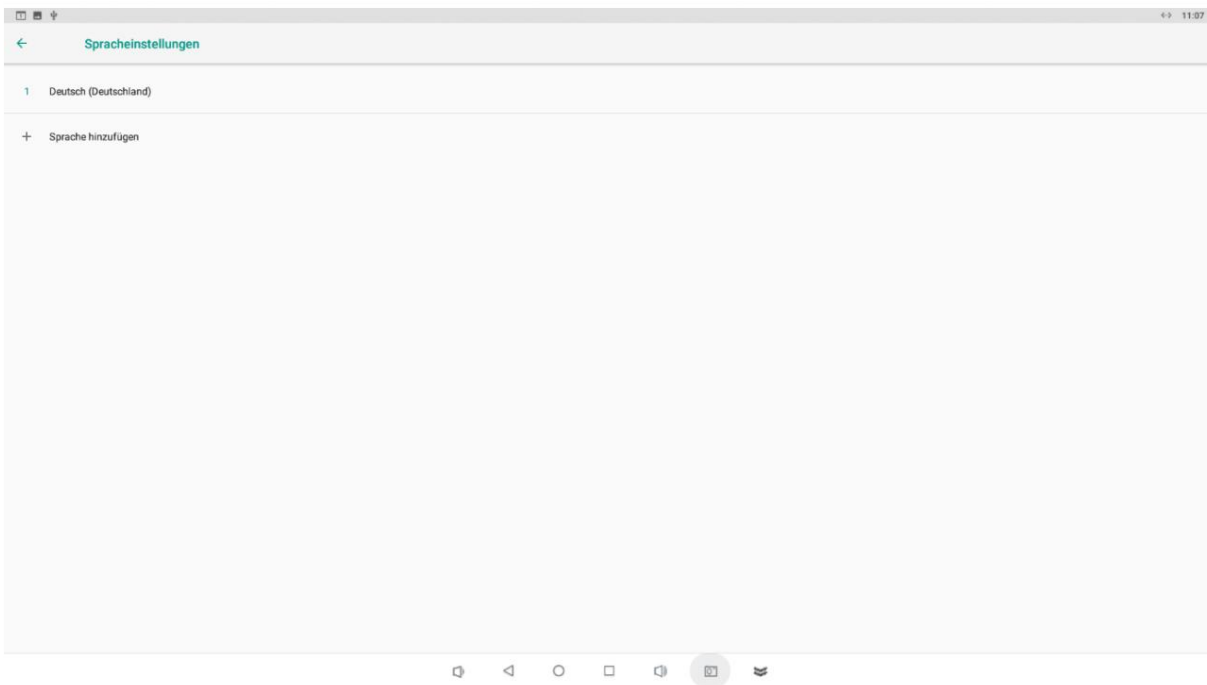 11:07
Spracheinstellungen
1 Deutsch (Deutschland)
+ Sprache hinzufügen